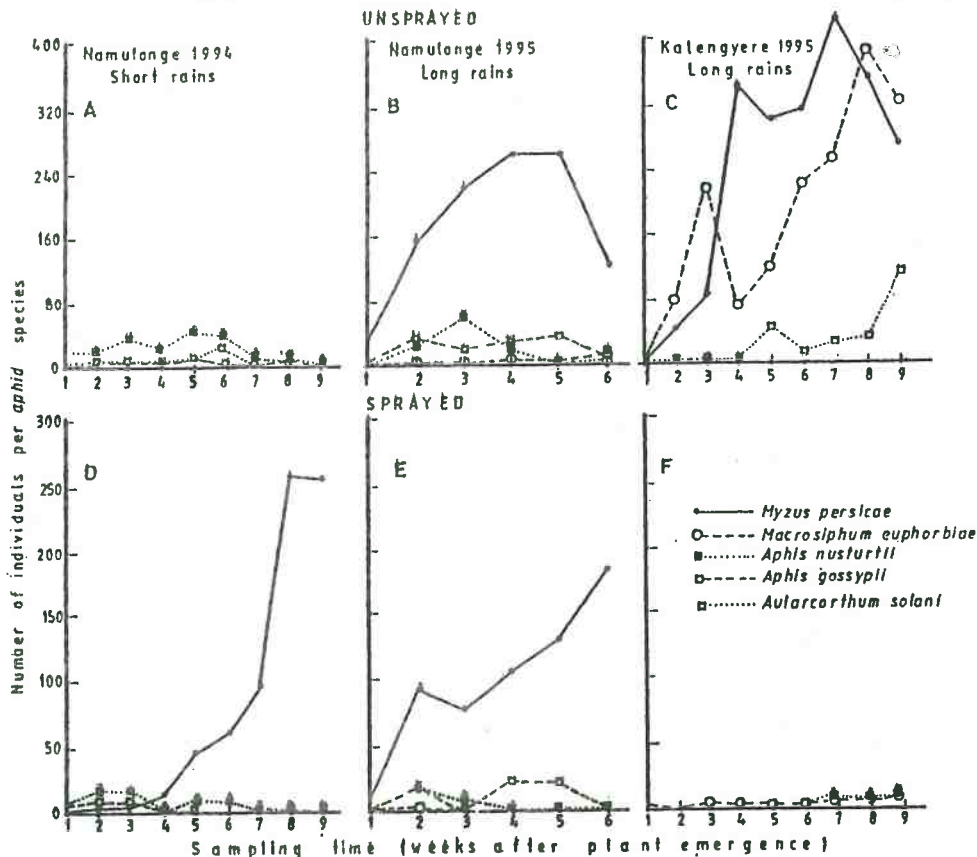 UNSPRAYED
Namulonge 1994
Short rains
A
Namulonge 1995
Long rains
B
Kalengyere 1995
Long rains
C
400
320
240
160
80
0
1 2 3 4 5 6 7 8 9
1 2 3 4 5 6
1 2 3 4 5 6 7 8 9
SPRAYED
D
E
F
300
250
200
150
100
50
0
1 2 3 4 5 6 7 8 9
1 2 3 4 5 6
1 2 3 4 5 6 7 8 9
Myzus persicae
Macrosiphum euphorbiae
Aphis nusturtii
Aphis gossypii
Aularcorthum solani
Number of individuals per aphid species
Sampling time (weeks after plant emergence)